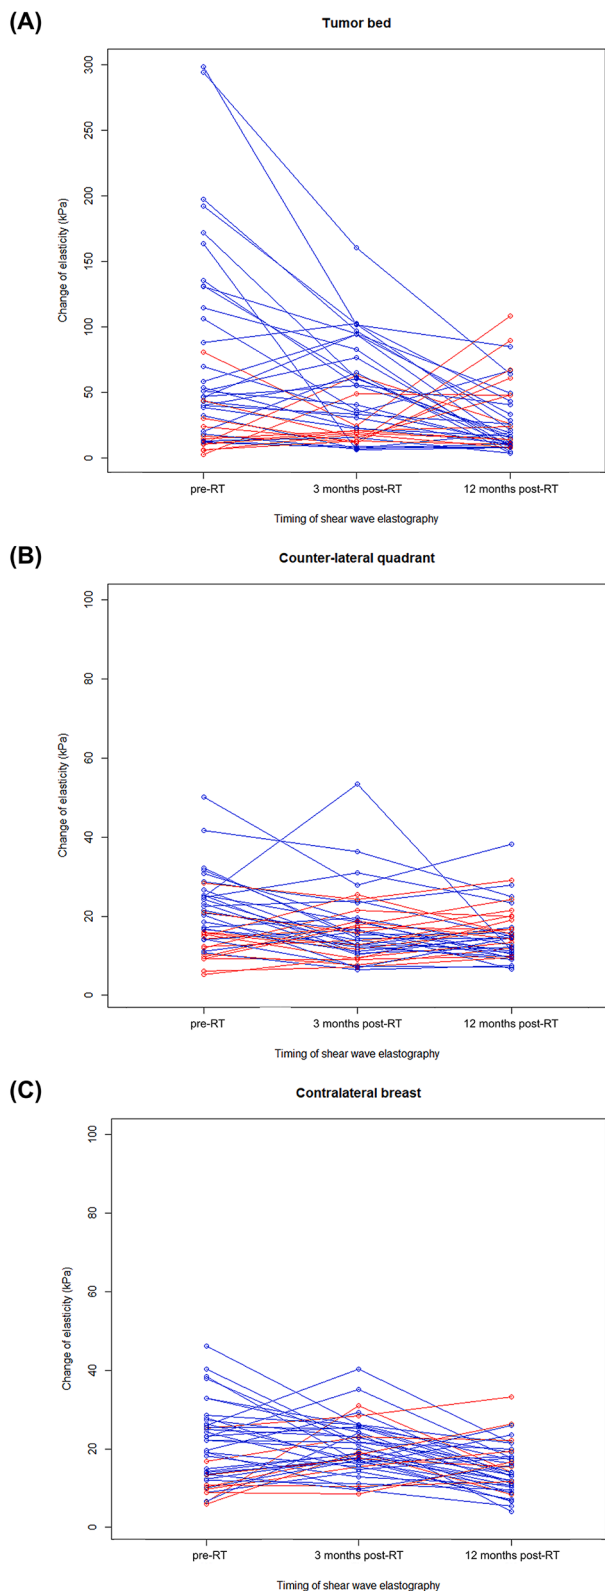 (A)
Tumor bed
Change of elasticity (kPa)
300
250
200
150
100
50
0
pre-RT 3 months post-RT 12 months post-RT
Timing of shear wave elastography
(B)
Counter-lateral quadrant
Change of elasticity (kPa)
100
80
60
40
20
0
pre-RT 3 months post-RT 12 months post-RT
Timing of shear wave elastography
(C)
Contralateral breast
Change of elasticity (kPa)
100
80
60
40
20
0
pre-RT 3 months post-RT 12 months post-RT
Timing of shear wave elastography